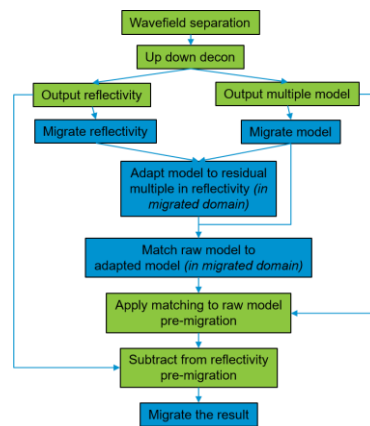 Wavefield separation
Up down decon
Output reflectivity
Output multiple model
Migrate reflectivity
Migrate model
Adapt model to residual
multiple in reflectivity (in
migrated domain)
Match raw model to
adapted model (in migrated domain)
Apply matching to raw model
pre-migration
Subtract from reflectivity
pre-migration
Migrate the result